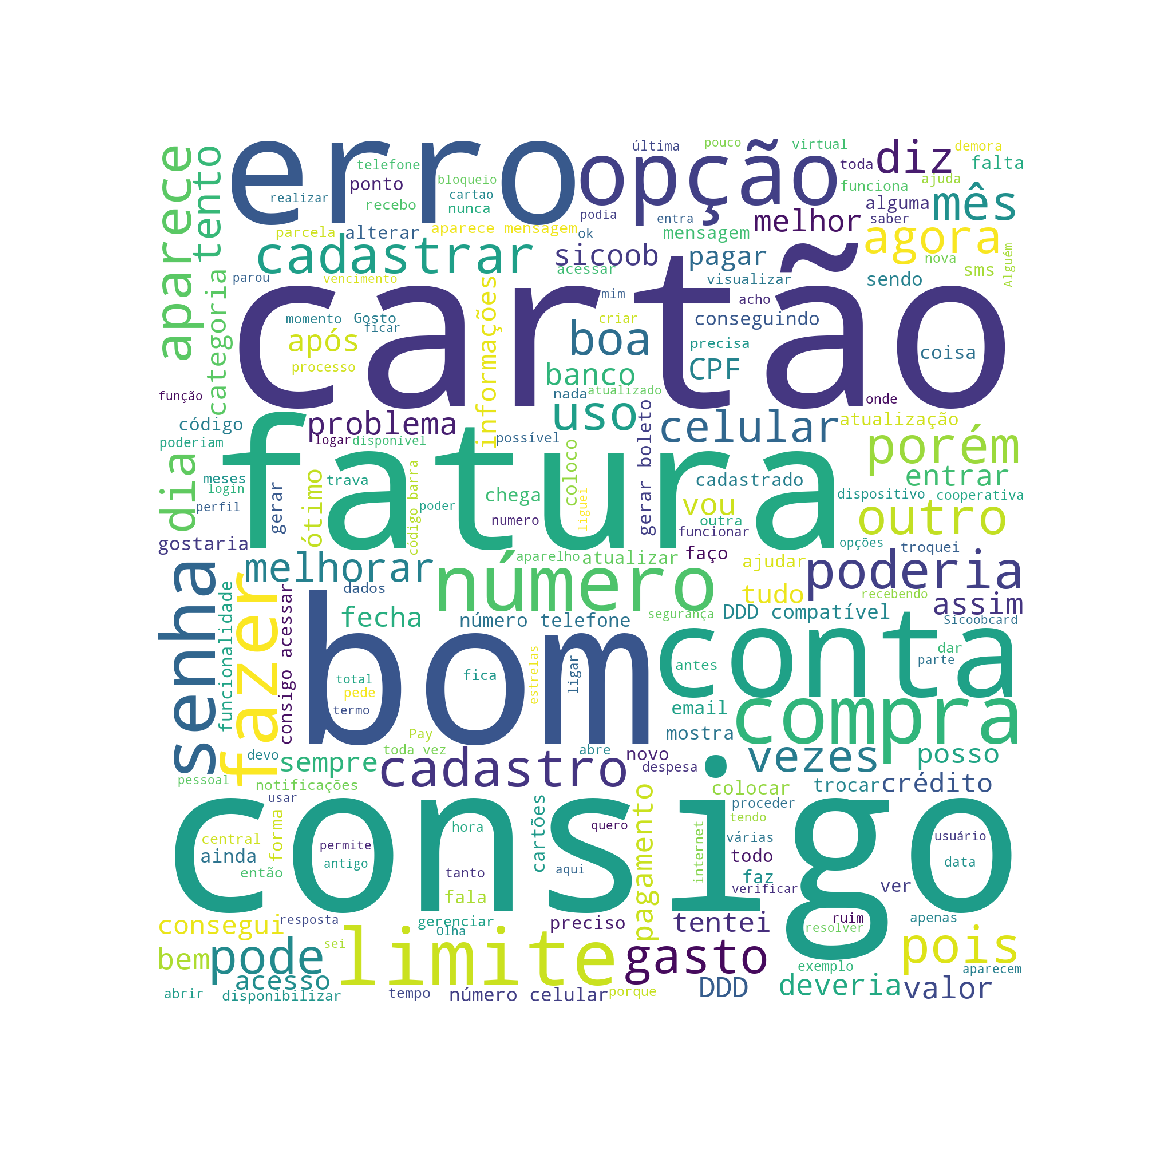 erro
opção
diz
cartão
fatura
bom
consigo
conta
limite
número
compra
cadastrar
cadastro
senha
fazer
aparece
tento
categoria
dia
última
pouco
virtual
toda
demora
falta
ajuda
funciona
alguma
mês
telefone
bloqueio
realizar
ponto
cartao
recebo
nunca
podia
entra
melhor
saber
agora
parcela
alterar
aparece mensagem
ok
mensagem
nova
Alguém
sms
sicoob
pagar
acessar
visualizar
sendo
parou
vencimento
mim
acho
momento
Gosto
ficar
criar
conseguindo
após
informações
boa
precisa
coisa
processo
banco
CPF
função
nada
atualizado
onde
código
problema
uso
celular
atualização
poderiam
logar
disponível
possível
porém
meses
login
trava
coloco
gerar boleto
cadastrado
entrar
perfil
gerar
ótimo
código barra
poder
chega
liguei
vou
dispositivo
cooperativa
outra
outro
numero
funcionar
gostaria
opções
troquei
melhorar
aparelho
atualizar
faço
ajudar
poderia
recebendo
dados
tudo
assim
funcionalidade
consigo acessar
fecha
número telefone
segurança
DDD compatível
Sicoobcard
dar
antes
parte
total
pede
fica
estrelas
ligar
termo
email
Pay
mostra
devo
toda vez
abre
novo
vezes
posso
sempre
despesa
pessoal
notificações
colocar
trocar
crédito
usar
cartões
pagamento
quero
proceder
tendo
hora
central
forma
permite
internet
várias
usuário
ainda
antigo
tanto
aqui
todo
data
então
faz
verificar
ver
fala
consegui
resposta
gerenciar
olha
preciso
tentei
ruim
apenas
resolver
sei
bem
pode
gasto
pois
acesso
exemplo
aparecem
abrir
disponibilizar
tempo
número celular
porque
DDD
deveria
valor